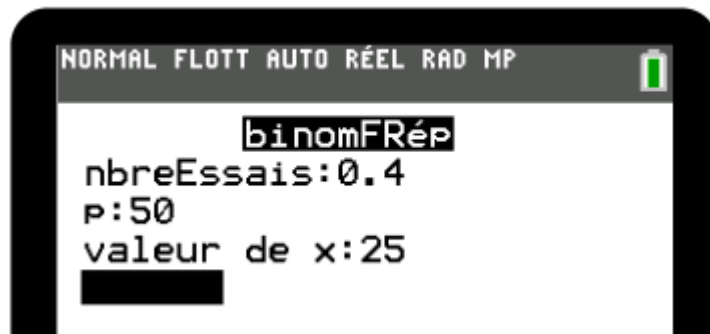 NORMAL FLOTT AUTO RÉEL RAD MP
binomFRép
nbreEssais:0.4
p:50
valeur de x:25